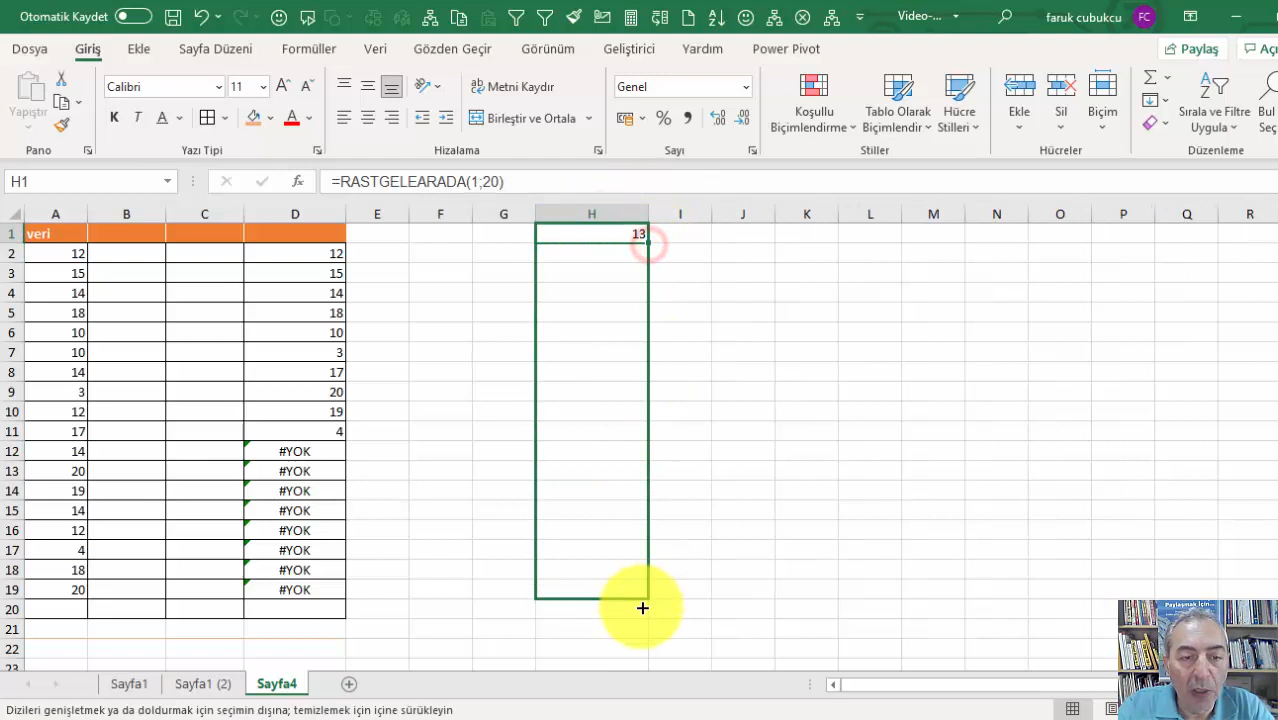 Otomatik Kaydet
Video-...
faruk cubukcu
FC
Dosya
Giriş
Ekle
Sayfa Düzeni
Formüller
Veri
Gözden Geçir
Görünüm
Geliştirici
Yardım
Power Pivot
Paylaş
Açı
Yapıştır
Calibri
11
Metni Kaydır
Birleştir ve Ortala
Genel
Koşullu
Biçimlendirme
Tablo Olarak
Biçimlendir
Hücre
Stilleri
Ekle
Sil
Biçim
Sırala ve Filtre
Uygula
Bul
Seç
Pano
Yazı Tipi
Hizalama
Sayı
Stiller
Hücreler
Düzenleme
H1
=RASTGELEARADA(1;20)
A B C D E F G H I J K L M N O P Q R
1 veri 13
2 12 12
3 15 15
4 14 14
5 18 18
6 10 10
7 10 3
8 14 17
9 3 20
10 12 19
11 17 4
12 14 #YOK
13 20 #YOK
14 19 #YOK
15 14 #YOK
16 12 #YOK
17 4 #YOK
18 18 #YOK
19 20 #YOK
20
21
22
23
Sayfa1
Sayfa1 (2)
Sayfa4
Dizileri genişletmek ya da doldurmak için seçimin dışına; temizlemek için içine sürükleyin
Paylaşmak İçin...